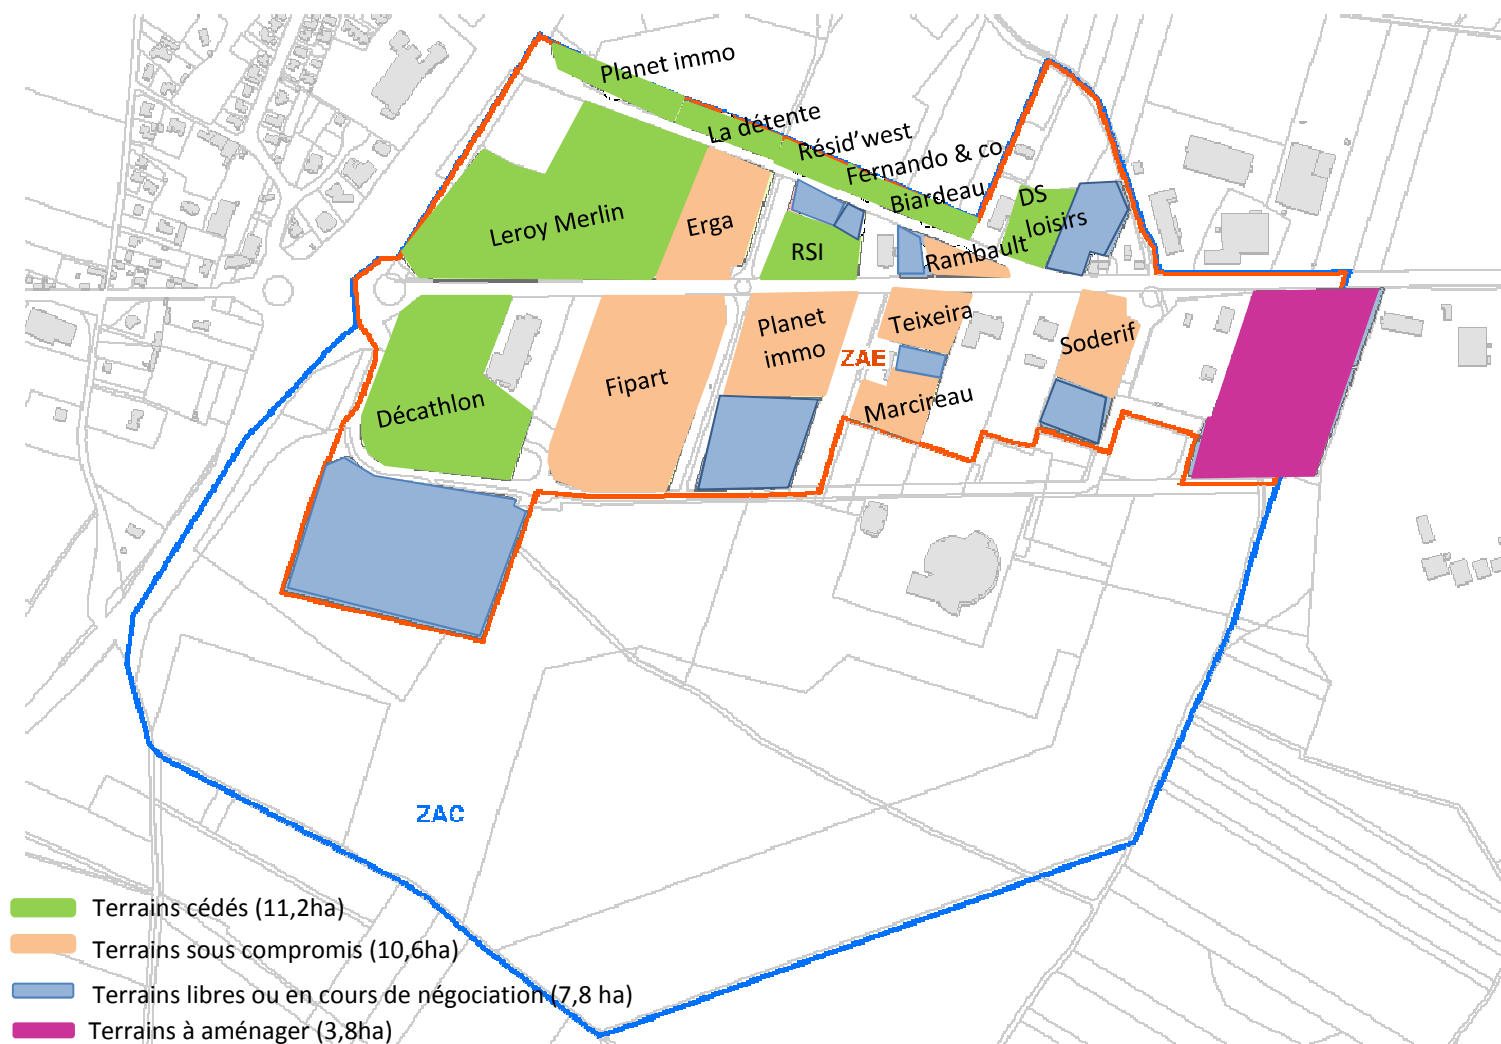 Planet immo
La détente
Résid'west
Fernando & co
Biardeau
DS
loisirs
Leroy Merlin
Erga
RSI
Rambault
Planet
immo
Teixeira
ZAE
Soderif
Fipart
Décathlon
Marcireau
ZAC
Terrains cédés (11,2ha)
Terrains sous compromis (10,6ha)
Terrains libres ou en cours de négociation (7,8 ha)
Terrains à aménager (3,8ha)